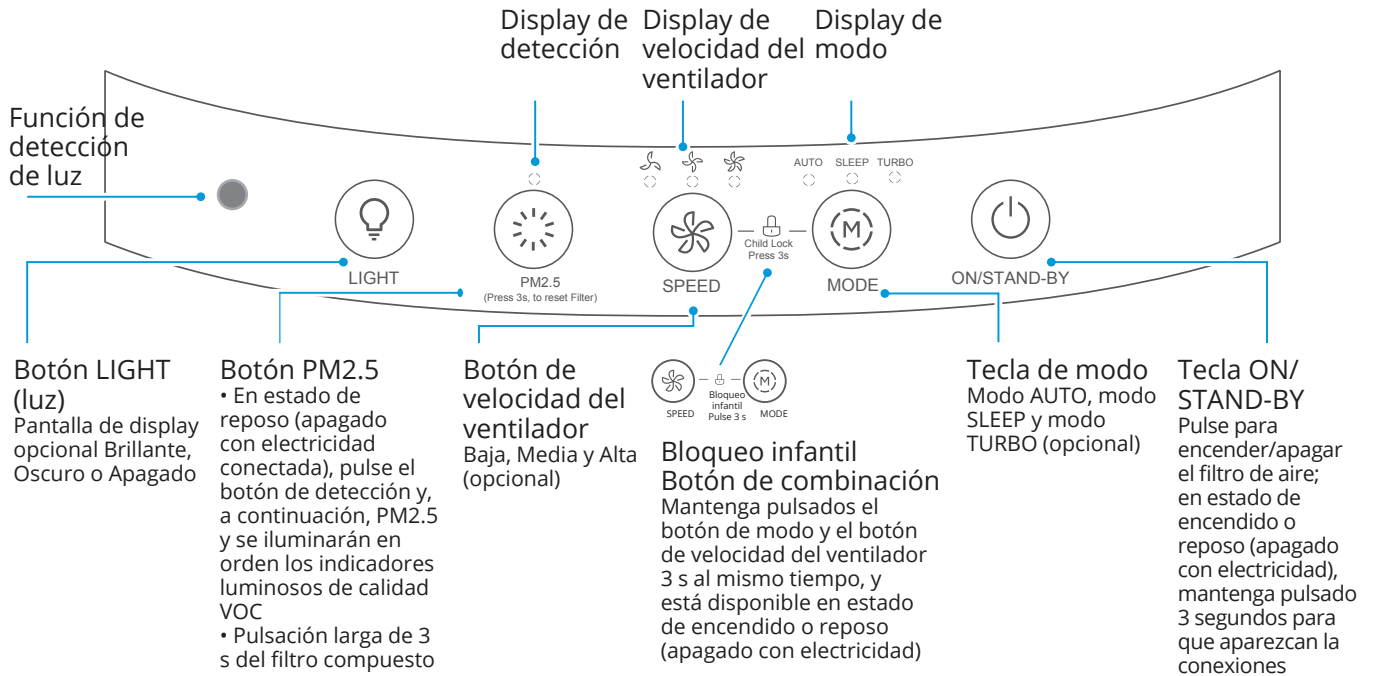 Display de
detección
Display de
velocidad del
ventilador
Display de
modo
Función de
detección
de luz
AUTO SLEEP TURBO
LIGHT
PM2.5
(Press 3s, to reset Filter)
SPEED
Child Lock
Press 3s
M
MODE
ON/STAND-BY
Botón LIGHT
(luz)
Pantalla de display
opcional Brillante,
Oscuro o Apagado
Botón PM2.5
• En estado de
reposo (apagado
con electricidad
conectada), pulse el
botón de detección y,
a continuación, PM2.5
y se iluminarán en
orden los indicadores
luminosos de calidad
VOC
• Pulsación larga de 3
s del filtro compuesto
Botón de
velocidad del
ventilador
Baja, Media y Alta
(opcional)
SPEED
Bloqueo
infantil
Pulse 3 s
M
MODE
Bloqueo infantil
Botón de combinación
Mantenga pulsados el
botón de modo y el botón
de velocidad del ventilador
3 s al mismo tiempo, y
está disponible en estado
de encendido o reposo
(apagado con electricidad)
Tecla de modo
Modo AUTO, modo
SLEEP y modo
TURBO (opcional)
Tecla ON/
STAND-BY
Pulse para
encender/apagar
el filtro de aire;
en estado de
encendido o
reposo (apagado
con electricidad),
mantenga pulsado
3 segundos para
que aparezcan la
conexiones